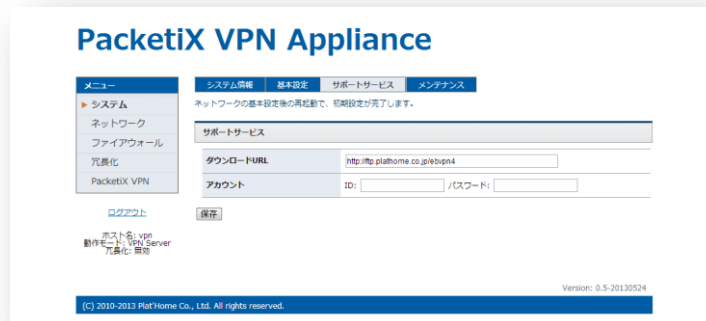 PacketiX VPN Appliance
メニュー
システム
ネットワーク
ファイアウォール
冗長化
PacketiX VPN
ログアウト
ホスト名: vpn
動作モード: VPN Server
冗長化: 無効
システム情報 基本設定 サポートサービス メンテナンス
ネットワークの基本設定後の再起動で、初期設定が完了します。
サポートサービス
ダウンロードURL http://ftp.plathome.co.jp/ebvpn4
アカウント ID: パスワード:
保存
Version: 0.5-20130524
(C) 2010-2013 Plat'Home Co., Ltd. All rights reserved.